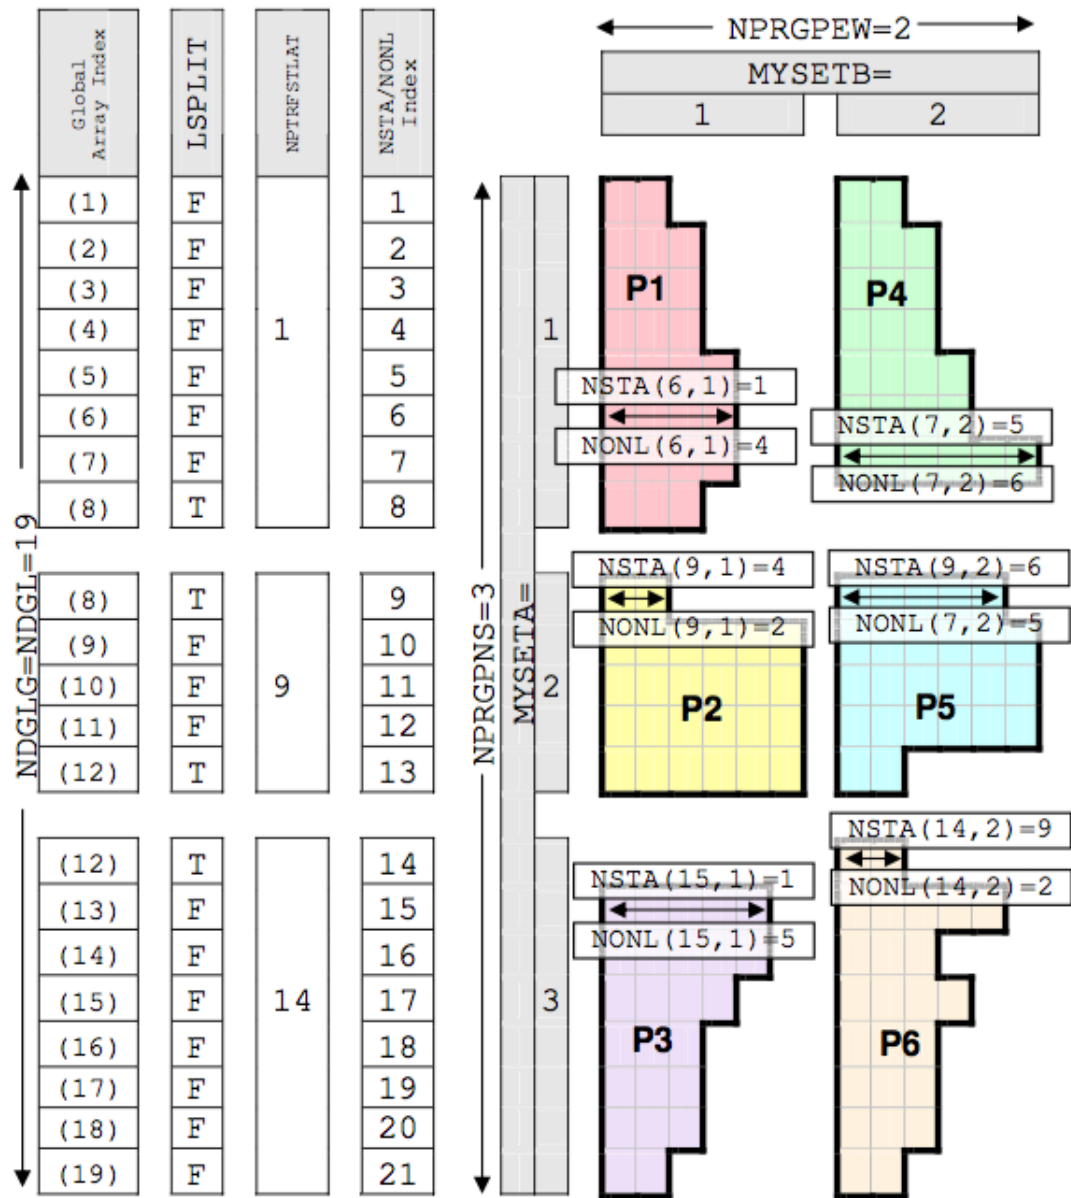 NPRGPEW=2
MYSETB=
1 2
Global
Array Index
LSPLIT
NPTRFSTLAT
NSTA/NONL
Index
NDGLG=NDGL=19
NPRGPNS=3
MYSETA=
(1) F 1
(2) F 2
(3) F 3
(4) F 4
(5) F 5
(6) F 6
(7) F 7
(8) T 8
1
1
P1
P4
NSTA(6,1)=1
NONL(6,1)=4
NSTA(7,2)=5
NONL(7,2)=6
(8) T 9
(9) F 10
(10) F 11
(11) F 12
(12) T 13
9
2
NSTA(9,1)=4
NONL(9,1)=2
P2
NSTA(9,2)=6
NONL(7,2)=5
P5
(12) T 14
(13) F 15
(14) F 16
(15) F 17
(16) F 18
(17) F 19
(18) F 20
(19) F 21
14
3
NSTA(15,1)=1
NONL(15,1)=5
P3
NSTA(14,2)=9
NONL(14,2)=2
P6